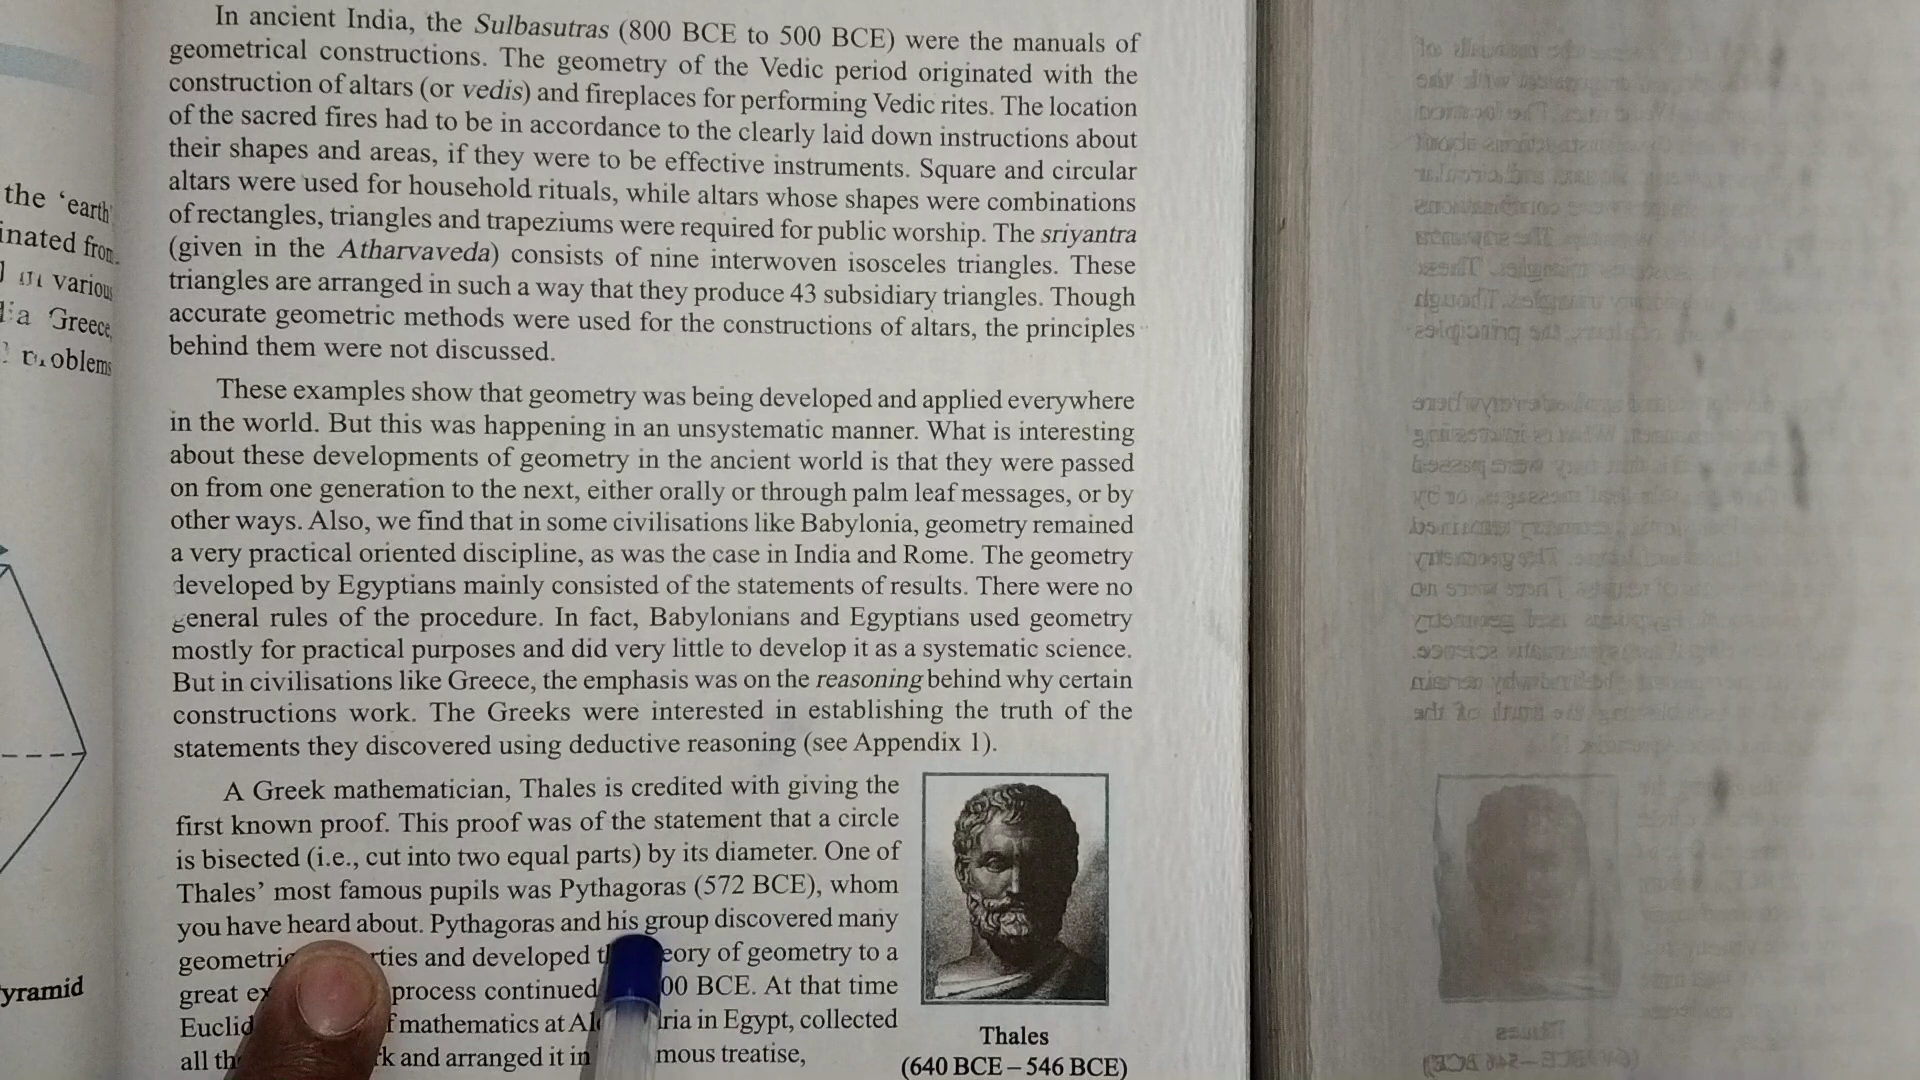 the ‘earth’
inated from
various
Greece,
oblems
yramid
In ancient India, the Sulbasutras (800 BCE to 500 BCE) were the manuals of
geometrical constructions. The geometry of the Vedic period originated with the
construction of altars (or vedis) and fireplaces for performing Vedic rites. The location
of the sacred fires had to be in accordance to the clearly laid down instructions about
their shapes and areas, if they were to be effective instruments. Square and circular
altars were used for household rituals, while altars whose shapes were combinations
of rectangles, triangles and trapeziums were required for public worship. The sriyantra
(given in the Atharvaveda) consists of nine interwoven isosceles triangles. These
triangles are arranged in such a way that they produce 43 subsidiary triangles. Though
accurate geometric methods were used for the constructions of altars, the principles
behind them were not discussed.
These examples show that geometry was being developed and applied everywhere
in the world. But this was happening in an unsystematic manner. What is interesting
about these developments of geometry in the ancient world is that they were passed
on from one generation to the next, either orally or through palm leaf messages, or by
other ways. Also, we find that in some civilisations like Babylonia, geometry remained
a very practical oriented discipline, as was the case in India and Rome. The geometry
developed by Egyptians mainly consisted of the statements of results. There were no
general rules of the procedure. In fact, Babylonians and Egyptians used geometry
mostly for practical purposes and did very little to develop it as a systematic science.
But in civilisations like Greece, the emphasis was on the reasoning behind why certain
constructions work. The Greeks were interested in establishing the truth of the
statements they discovered using deductive reasoning (see Appendix 1).
A Greek mathematician, Thales is credited with giving the
first known proof. This proof was of the statement that a circle
is bisected (i.e., cut into two equal parts) by its diameter. One of
Thales’ most famous pupils was Pythagoras (572 BCE), whom
you have heard about. Pythagoras and his group discovered many
geometric and developed eory of geometry to a
great process continued 00 BCE. At that time
Euclid mathematics at ria in Egypt, collected
all and arranged it in mous treatise,
Thales
(640 BCE – 546 BCE)